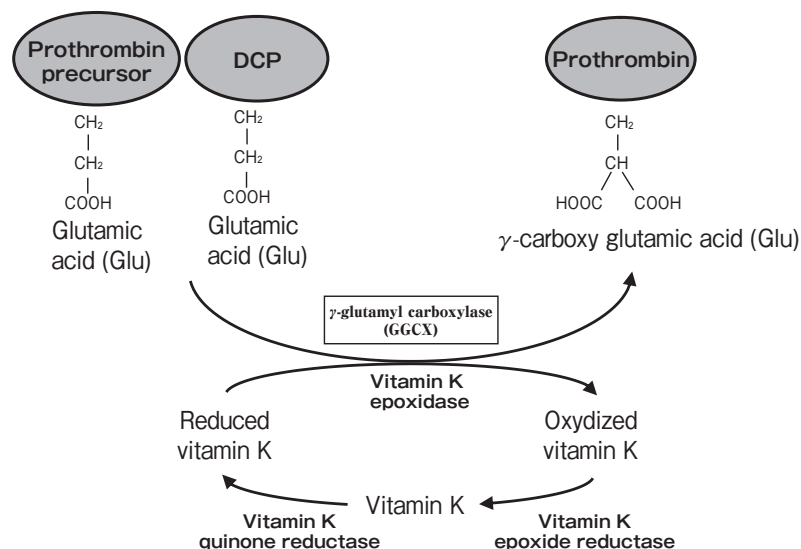 Prothrombin
precursor
DCP
Prothrombin
CH₂
CH₂
COOH
Glutamic
acid (Glu)
CH₂
CH₂
COOH
Glutamic
acid (Glu)
CH₂
CH
HOOC COOH
γ-carboxy glutamic acid (Glu)
γ-glutamyl carboxylase
(GGCX)
Vitamin K
epoxidase
Reduced
vitamin K
Oxydized
vitamin K
Vitamin K
Vitamin K
quinone reductase
Vitamin K
epoxide reductase